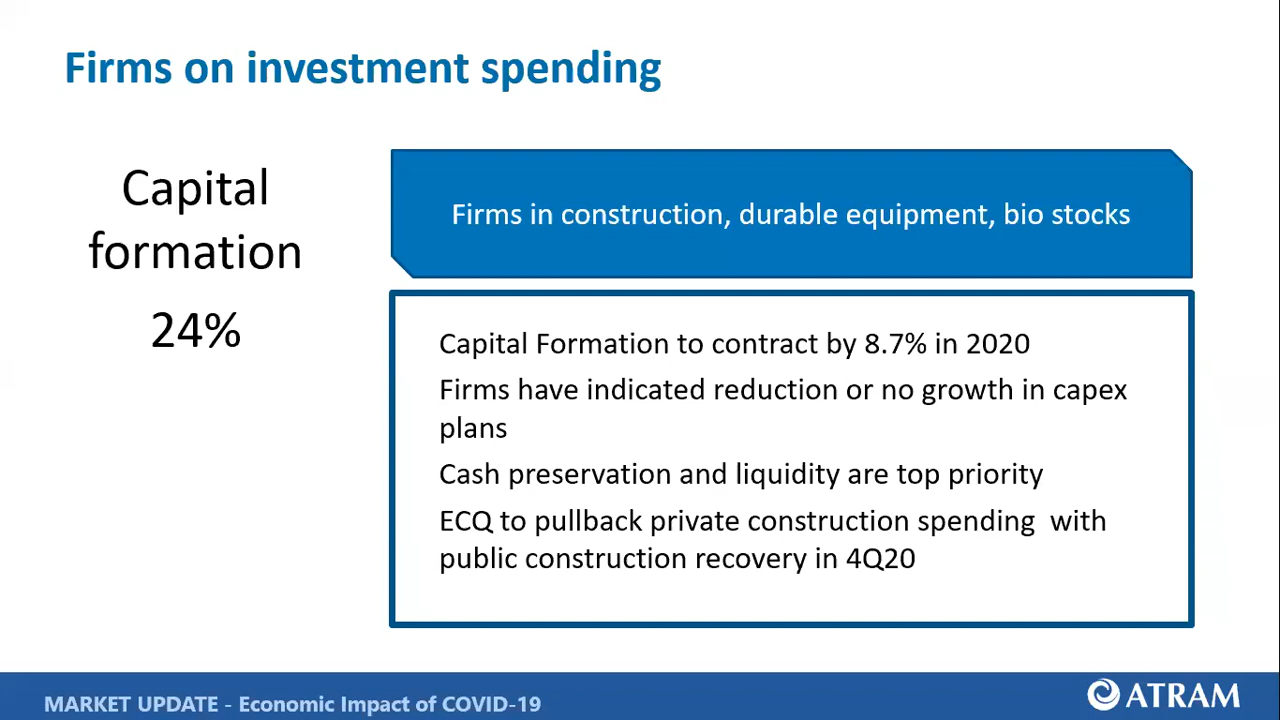 Firms on investment spending
Capital
formation
24%
Firms in construction, durable equipment, bio stocks
Capital Formation to contract by 8.7% in 2020
Firms have indicated reduction or no growth in capex
plans
Cash preservation and liquidity are top priority
ECQ to pullback private construction spending  with
public construction recovery in 4Q20
MARKET UPDATE - Economic Impact of COVID-19
ATRAM